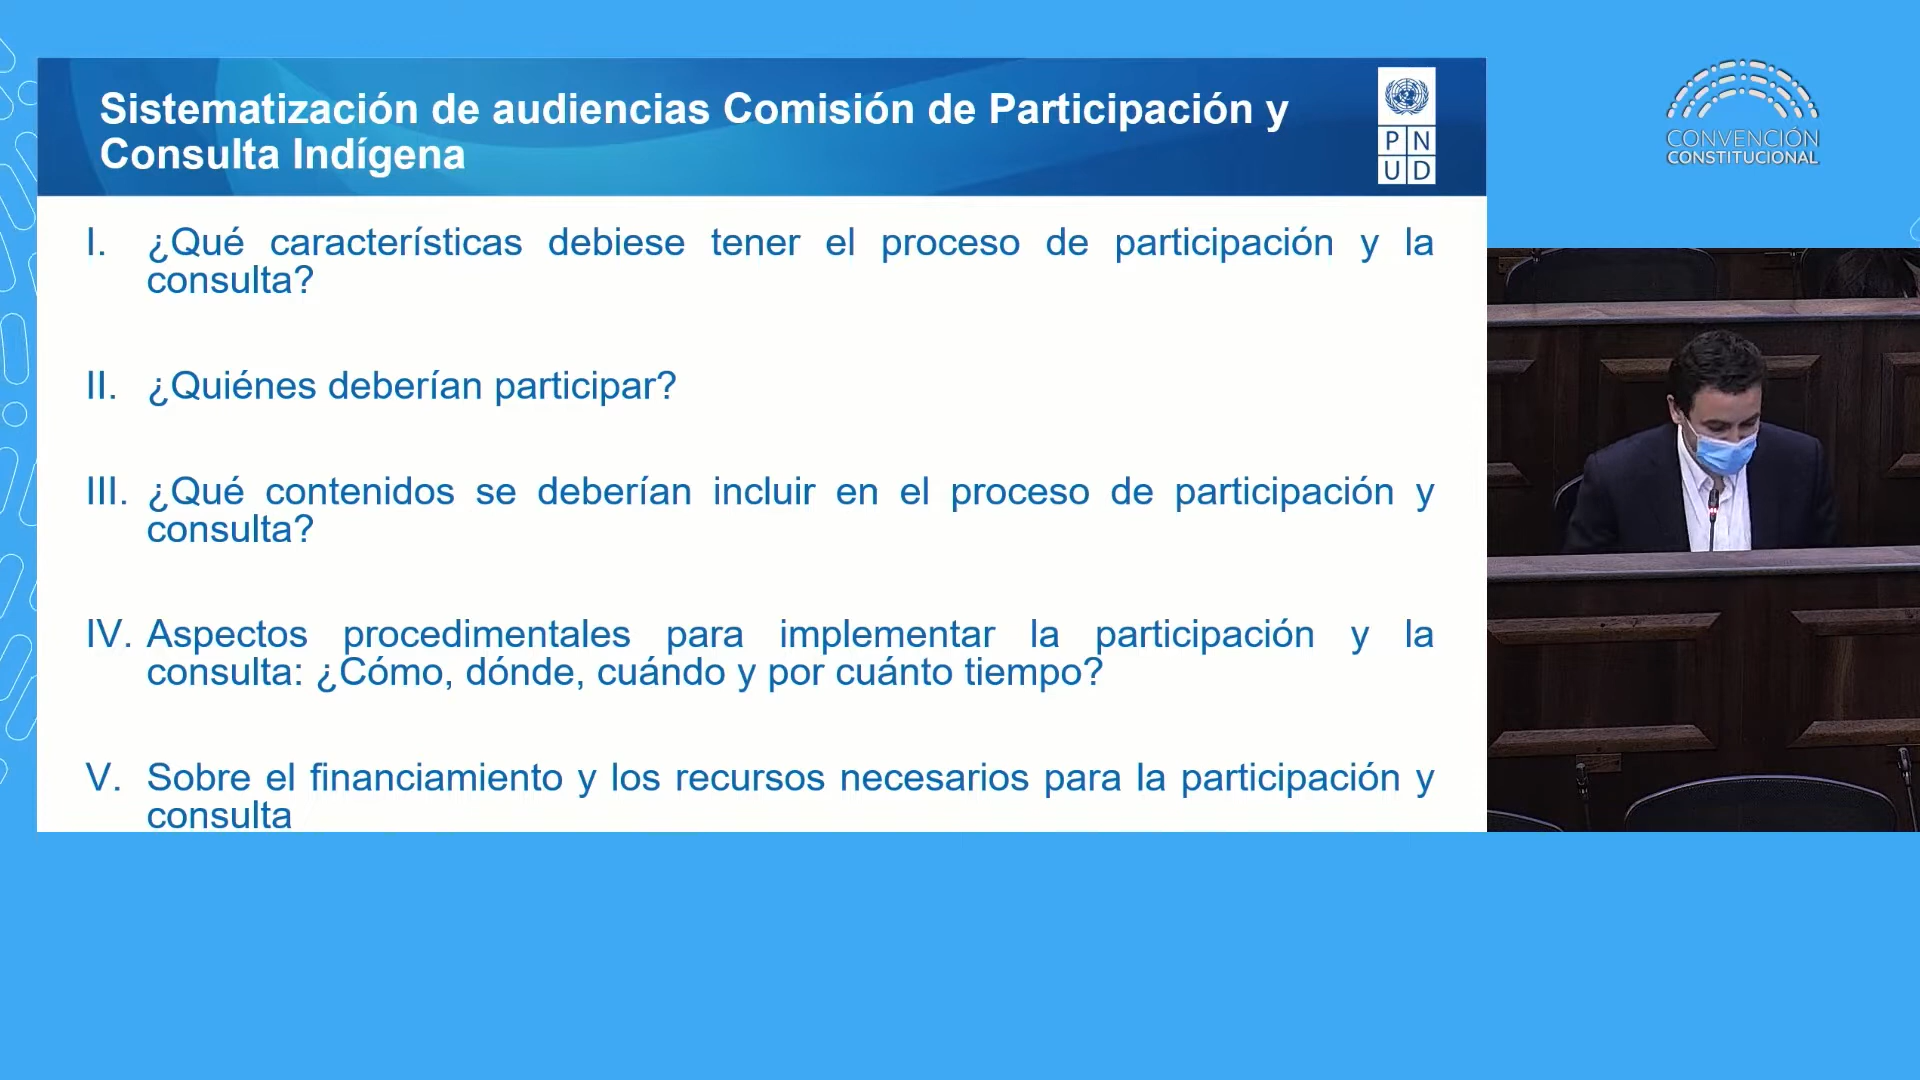 Sistematización de audiencias Comisión de Participación y
Consulta Indígena
P N
U D
CONVENCIÓN
CONSTITUCIONAL
I. ¿Qué características debiese tener el proceso de participación y la
consulta?
II. ¿Quiénes deberían participar?
III. ¿Qué contenidos se deberían incluir en el proceso de participación y
consulta?
IV. Aspectos procedimentales para implementar la participación y la
consulta: ¿Cómo, dónde, cuándo y por cuánto tiempo?
V. Sobre el financiamiento y los recursos necesarios para la participación y
consulta